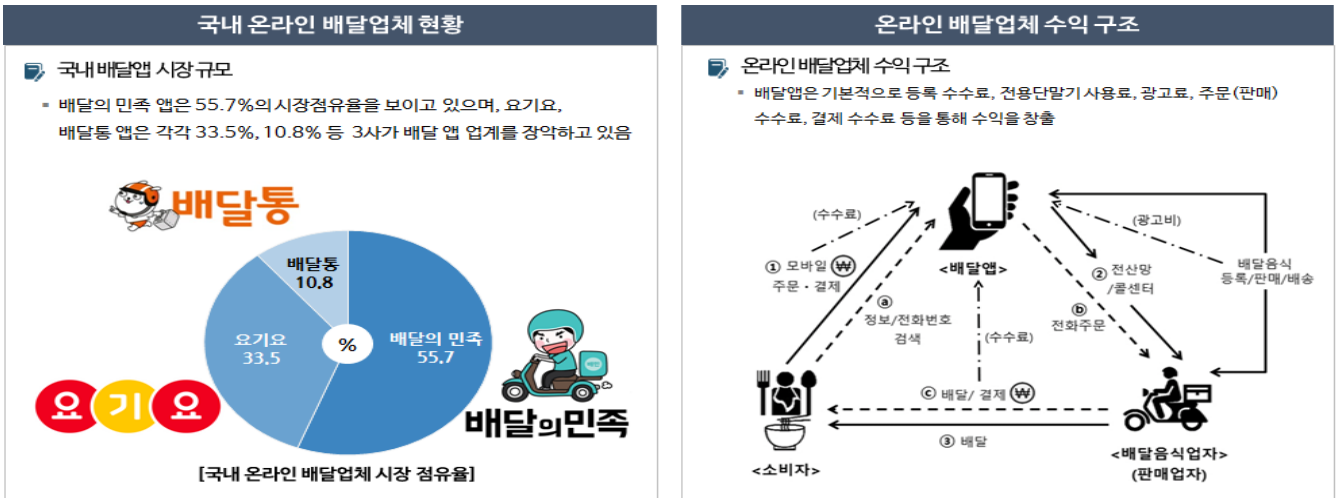 국내 온라인 배달업체 현황
국내 배달앱 시장 규모
배달의 민족 앱은 55.7%의 시장점유율을 보이고 있으며, 요기요,
배달통 앱은 각각 33.5%, 10.8% 등 3사가 배달 앱 업계를 장악하고 있음
배달통
배달통
10.8
요기요
33.5
%
배달의 민족
55.7
요기요
배달의민족
[국내 온라인 배달업체 시장 점유율]
온라인 배달업체 수익 구조
온라인 배달업체 수익 구조
배달앱은 기본적으로 등록 수수료, 전용단말기 사용료, 광고료, 주문(판매)
수수료, 결제 수수료 등을 통해 수익을 창출
(수수료)
① 모바일 ₩
주문·결제
ⓐ
정보/전화번호
검색
<배달앱>
(수수료)
(광고비)
② 전산망
/콜센터
ⓑ
전화주문
배달음식
등록/판매/배송
ⓒ 배달/ 결제 ₩
③ 배달
<소비자>
<배달음식업자>
(판매업자)